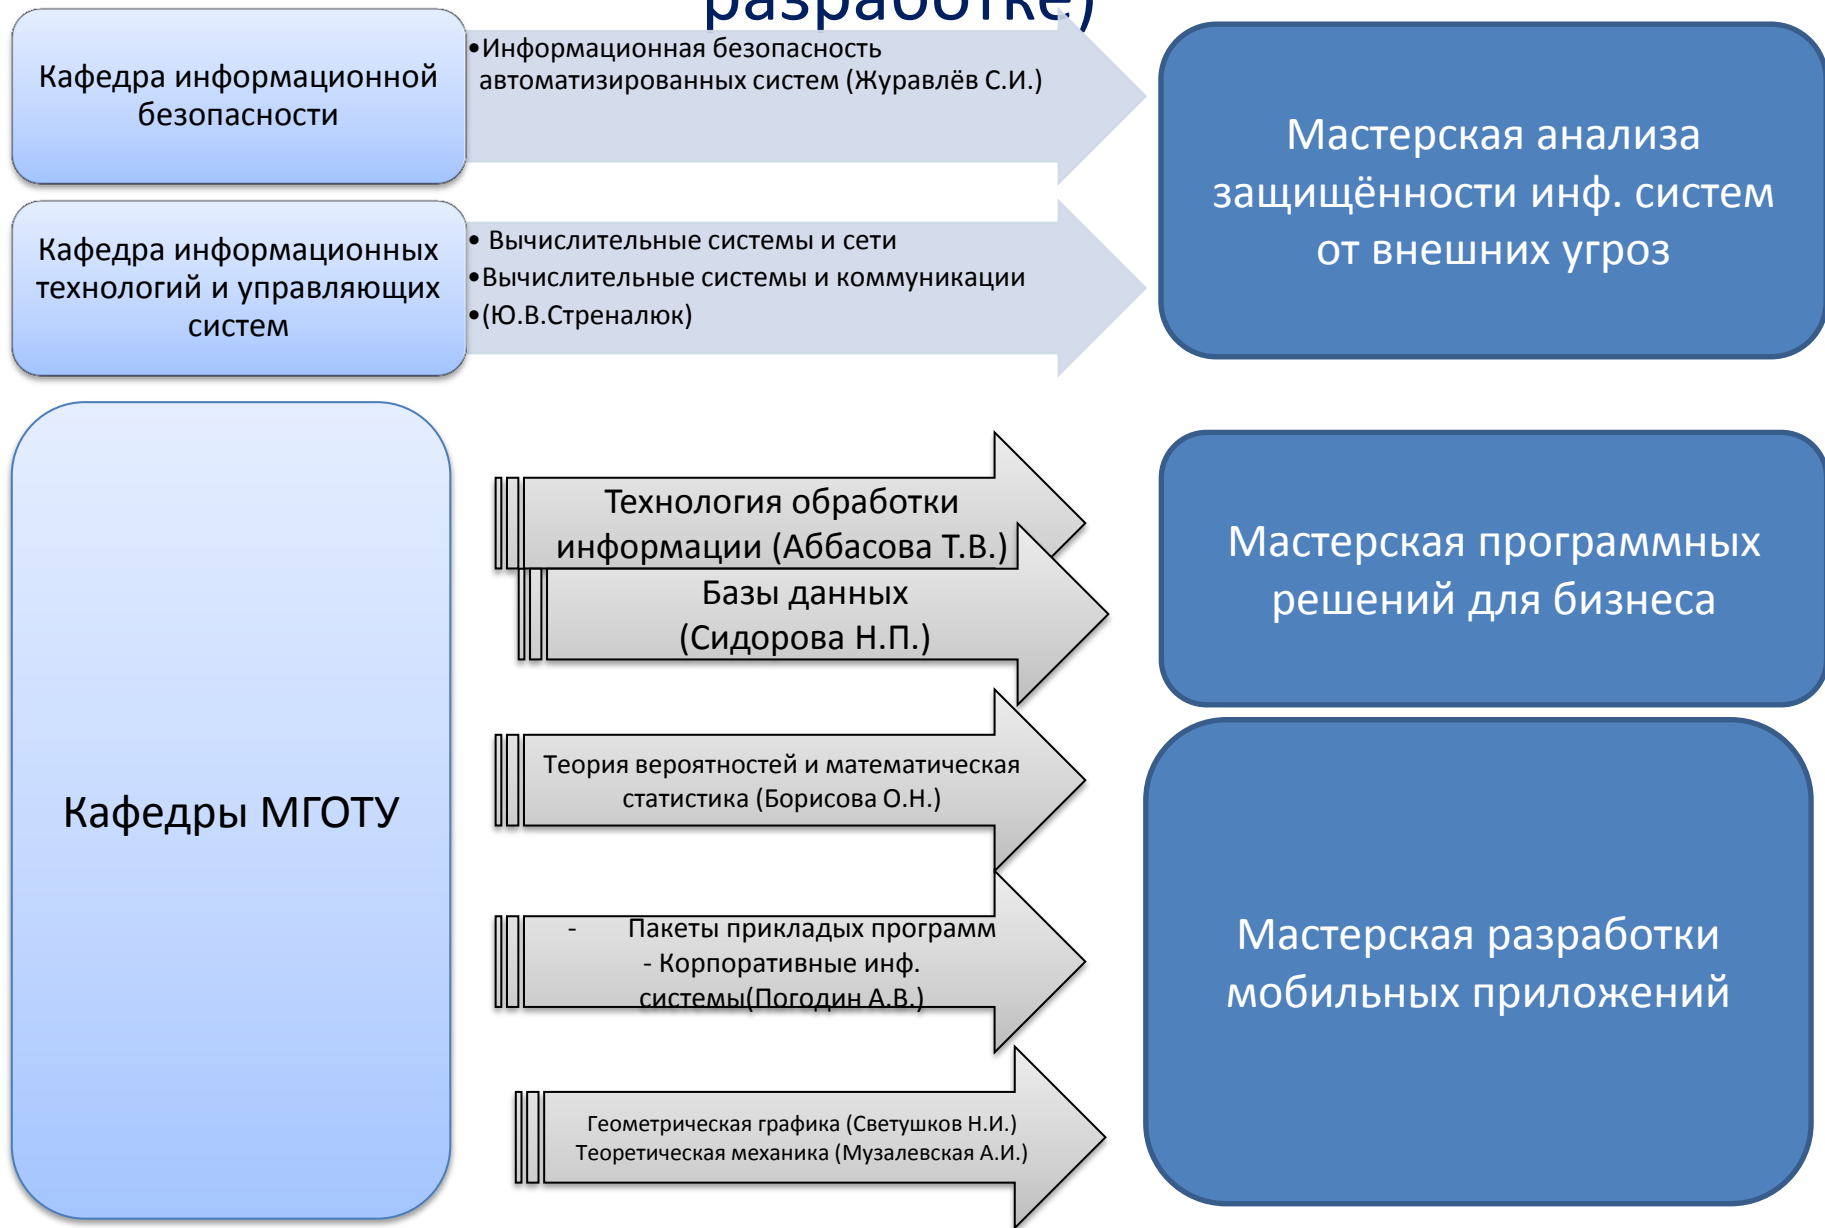 разработке)
Кафедра информационной
безопасности
•Информационная безопасность
автоматизированных систем (Журавлёв С.И.)
Мастерская анализа
защищённости инф. систем
от внешних угроз
Кафедра информационных
технологий и управляющих
систем
• Вычислительные системы и сети
•Вычислительные системы и коммуникации
•(Ю.В.Стреналюк)
Кафедры МГОТУ
Технология обработки
информации (Аббасова Т.В.)
Базы данных
(Сидорова Н.П.)
Мастерская программных
решений для бизнеса
Теория вероятностей и математическая
статистика (Борисова О.Н.)
- Пакеты прикладых программ
- Корпоративные инф.
системы(Погодин А.В.)
Геометрическая графика (Светушков Н.И.)
Теоретическая механика (Музалевская А.И.)
Мастерская разработки
мобильных приложений